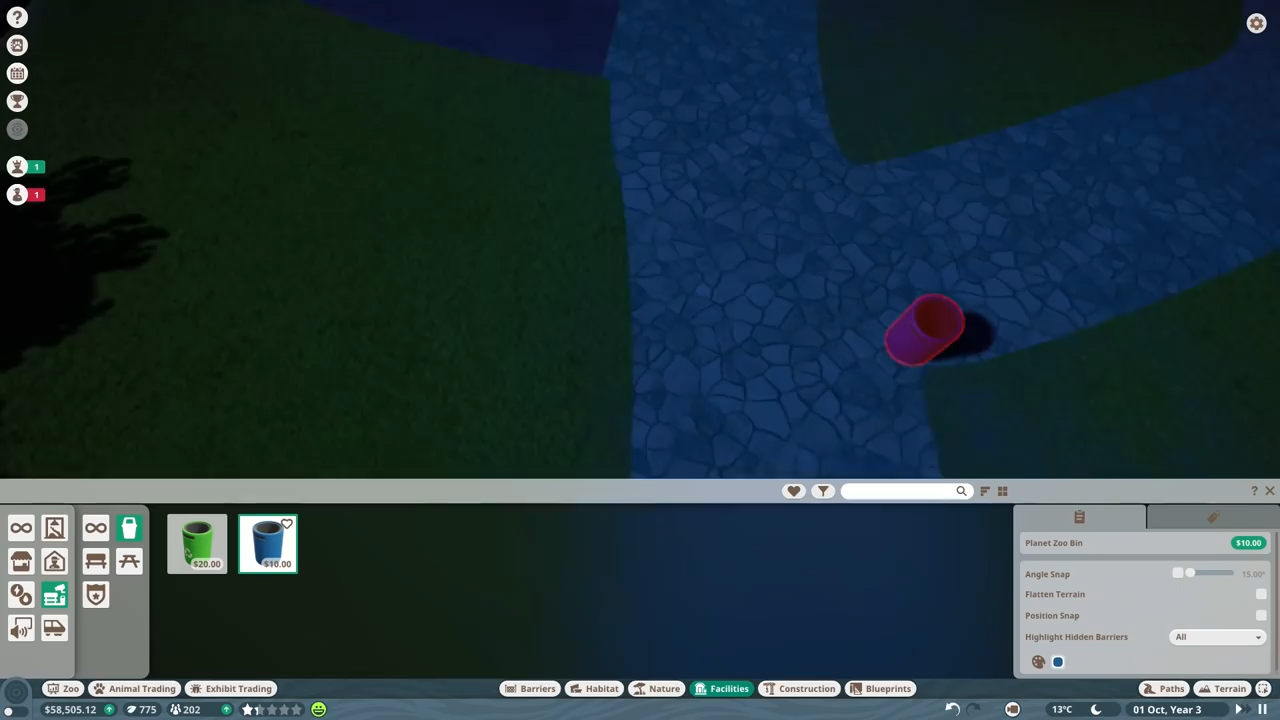 ?
1
1
? 
$20.00
$10.00
Planet Zoo Bin $10.00
Angle Snap 15.00°
Flatten Terrain
Position Snap
Highlight Hidden Barriers All
Zoo Animal Trading Exhibit Trading Barriers Habitat Nature Facilities Construction Blueprints Paths Terrain
$58,505.12 775 202 13°C 01 Oct, Year 3